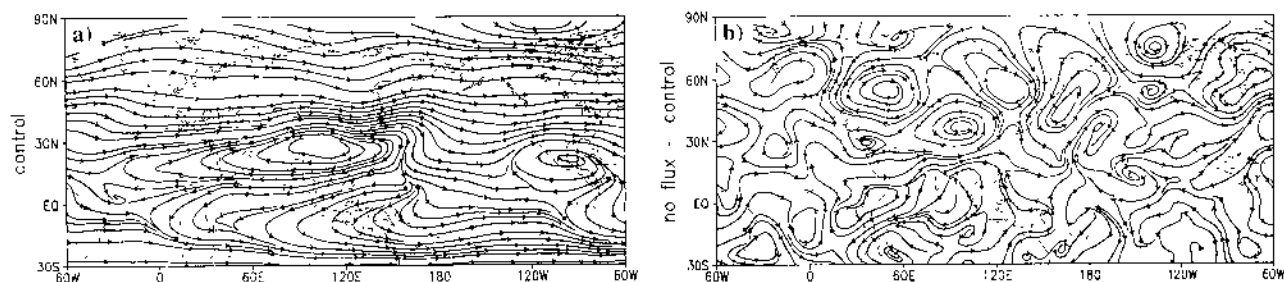 a)
control
90N
60N
30N
EQ
30S
60W 0 60E 120E 180 120W 60W
b)
no flux - control
90N
60N
30N
EQ
30S
60W 0 60E 120E 180 120W 60W